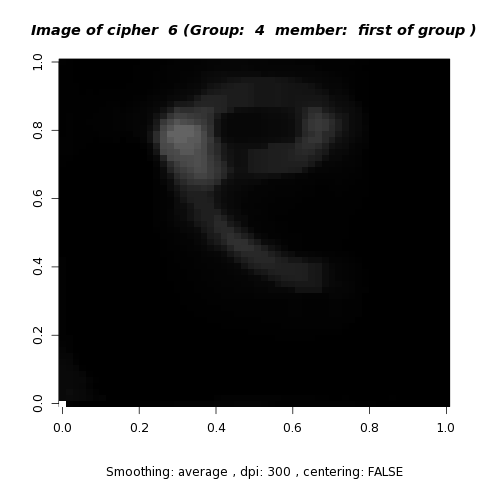 Image of cipher 6 (Group: 4 member: first of group )
1.0
0.8
0.6
0.4
0.2
0.0
0.0 0.2 0.4 0.6 0.8 1.0
Smoothing: average , dpi: 300 , centering: FALSE